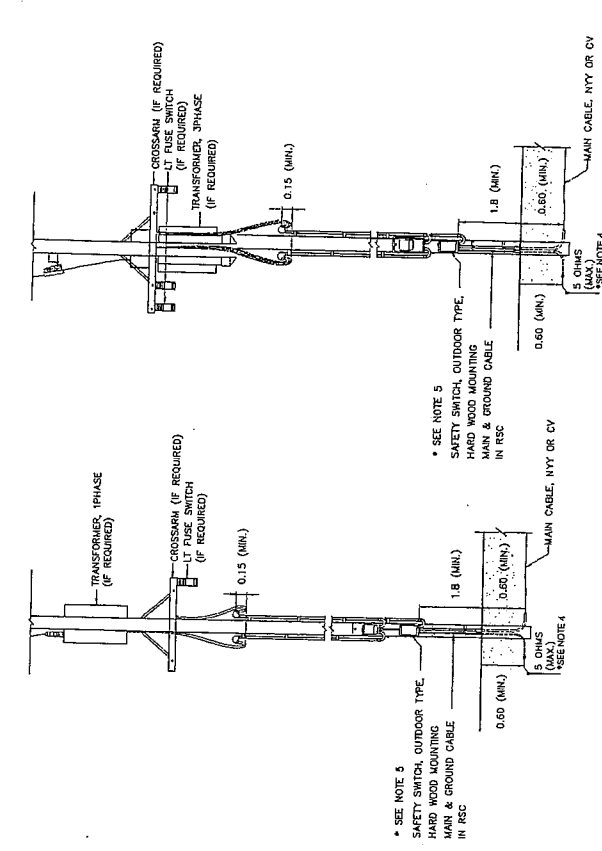 CROSSARM (IF REQUIRED)
LT FUSE SWITCH
(IF REQUIRED)
TRANSFORMER, 3PHASE
(IF REQUIRED)
0.15 (MIN.)
1.8 (MIN.)
0.60 (MIN.)
MAIN CABLE, NYY OR CV
5 OHMS
(MAX.)
*SEE NOTE 4
0.60 (MIN.)
* SEE NOTE 5
SAFETY SWITCH, OUTDOOR TYPE,
HARD WOOD MOUNTING
MAIN & GROUND CABLE
IN RSC
TRANSFORMER, 1PHASE
(IF REQUIRED)
CROSSARM (IF REQUIRED)
LT FUSE SWITCH
(IF REQUIRED)
0.15 (MIN.)
1.8 (MIN.)
0.60 (MIN.)
MAIN CABLE, NYY OR CV
5 OHMS
(MAX.)
*SEE NOTE 4
0.60 (MIN.)
* SEE NOTE 5
SAFETY SWITCH, OUTDOOR TYPE,
HARD WOOD MOUNTING
MAIN & GROUND CABLE
IN RSC